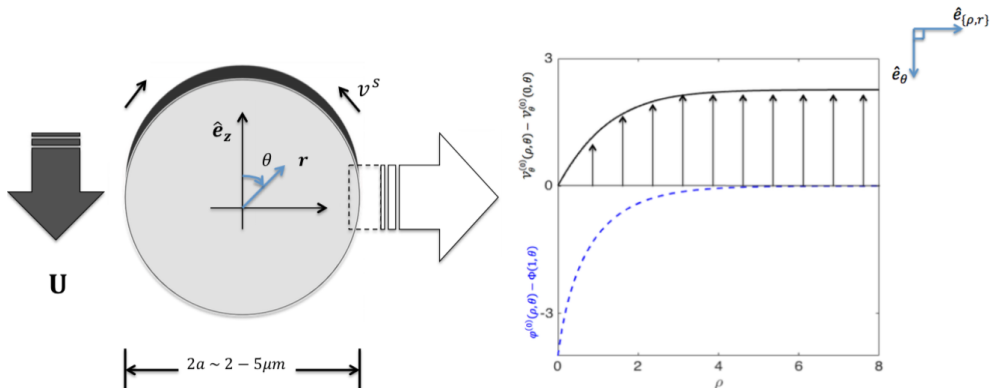 v^s
ê_z
θ
r
U
2a ~ 2 − 5μm
ê_{ρ,r}
ê_θ
v_θ^{(0)}(ρ,θ) − v_θ^{(0)}(0,θ)
φ^{(0)}(ρ,θ) − Φ(1,θ)
3
0
-3
0
2
4
6
8
ρ